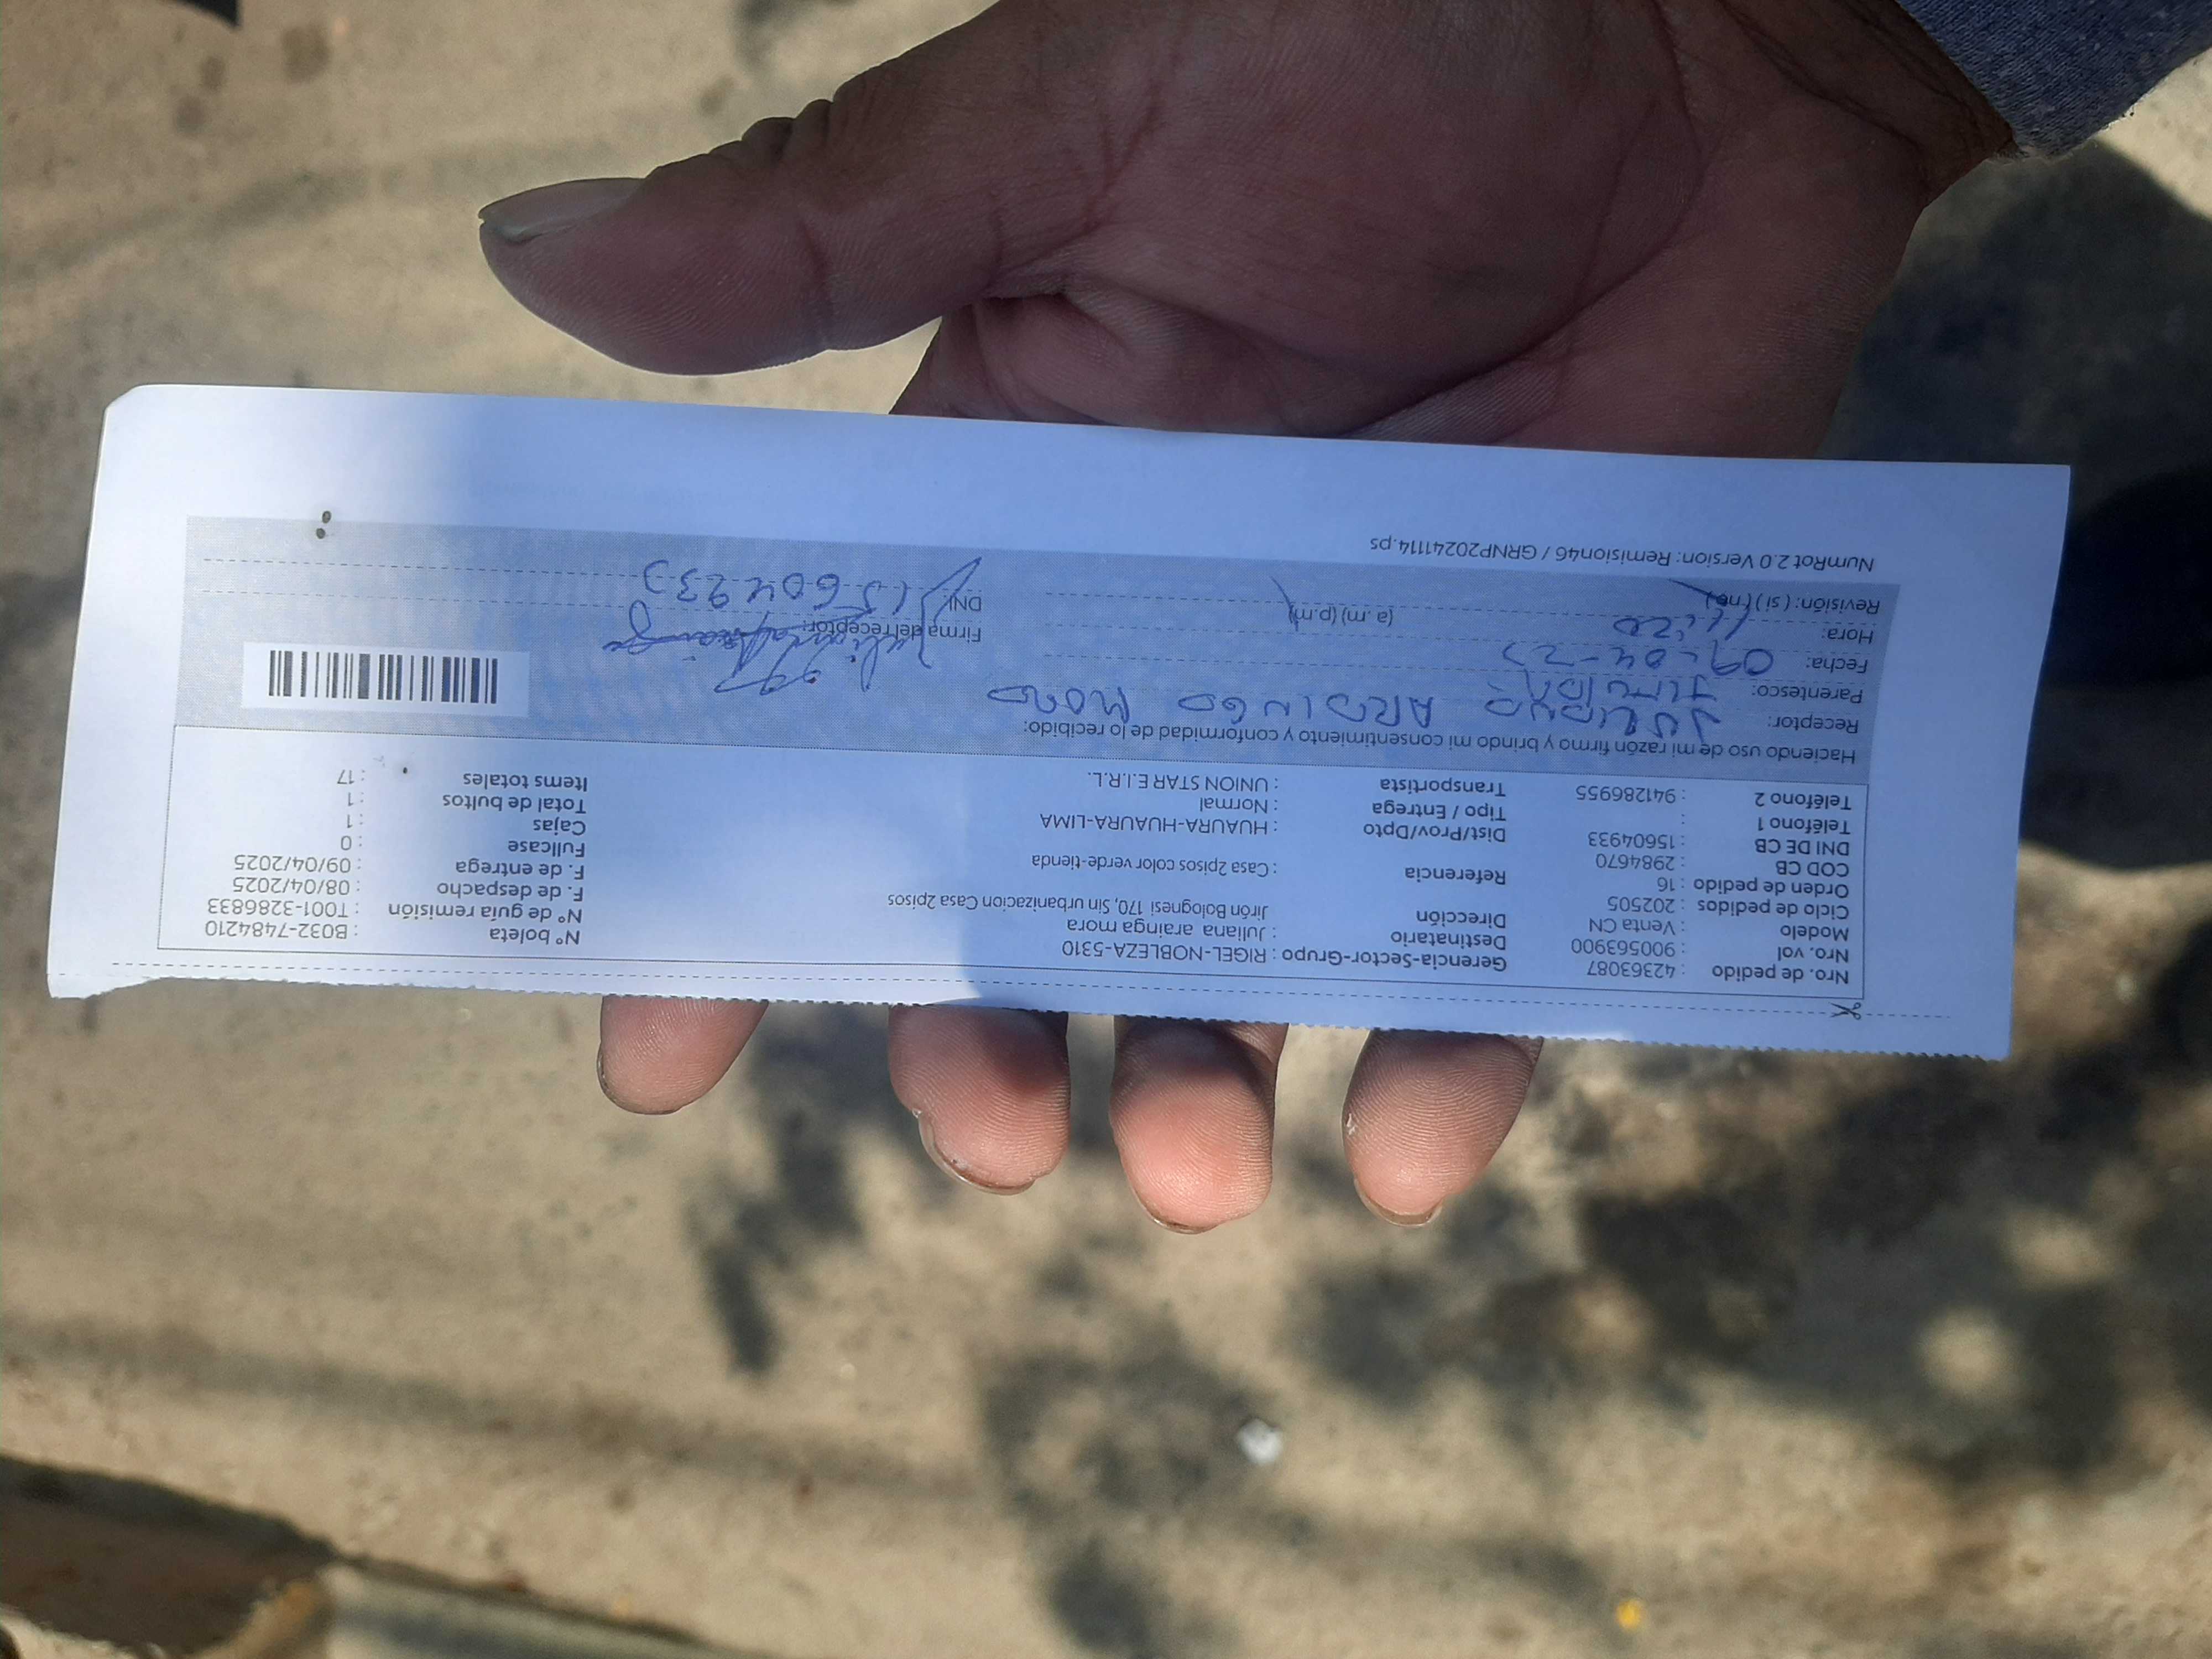 Nro. de pedido : 42363087 Gerencia-Sector-Grupo : RIGEL-NOBLEZA-5310 N° boleta : B032-7484210
Nro. vol : 900563900 Destinatario : Juliana arainga mora N° de guía remisión : T001-3286833
Modelo : Venta CN Dirección Jirón Bolognesi 170, Sin urbanizacion Casa 2pisos F. de despacho : 08/04/2025
Ciclo de pedidos : 202505 F. de entrega : 09/04/2025
Orden de pedido : 16 Referencia : Casa 2pisos color verde-tienda Fullcase : 0
COD CB : 2984670 Cajas : 1
DNI DE CB : 15604933 Dist/Prov/Dpto : HUAURA-HUAURA-LIMA Total de bultos : 1
Teléfono 1 : Tipo / Entrega : Normal Items totales : 17
Teléfono 2 : 941286955 Transportista : UNION STAR E.I.R.L.
Haciendo uso de mi razón firmo y brindo mi consentimiento y conformidad de lo recibido:
Receptor: JULIANA ARAINGA MORA
Parentesco: TITULAR
Fecha: 09-04-25
Hora: 11:20 (a.m) (p.m) Firma del receptor:
Revisión: (si) (no) DNI: 15604933
NumRot 2.0 Version: Remision46 / GRNP20241114.ps